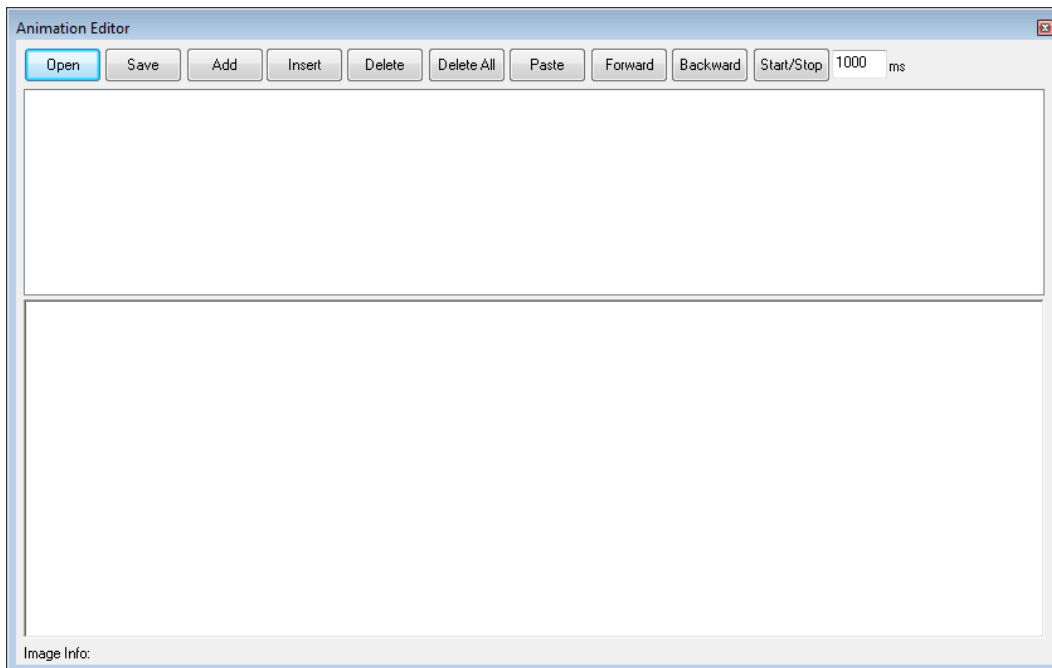 Animation Editor
Open Save Add Insert Delete Delete All Paste Forward Backward Start/Stop 1000 ms
Image Info: